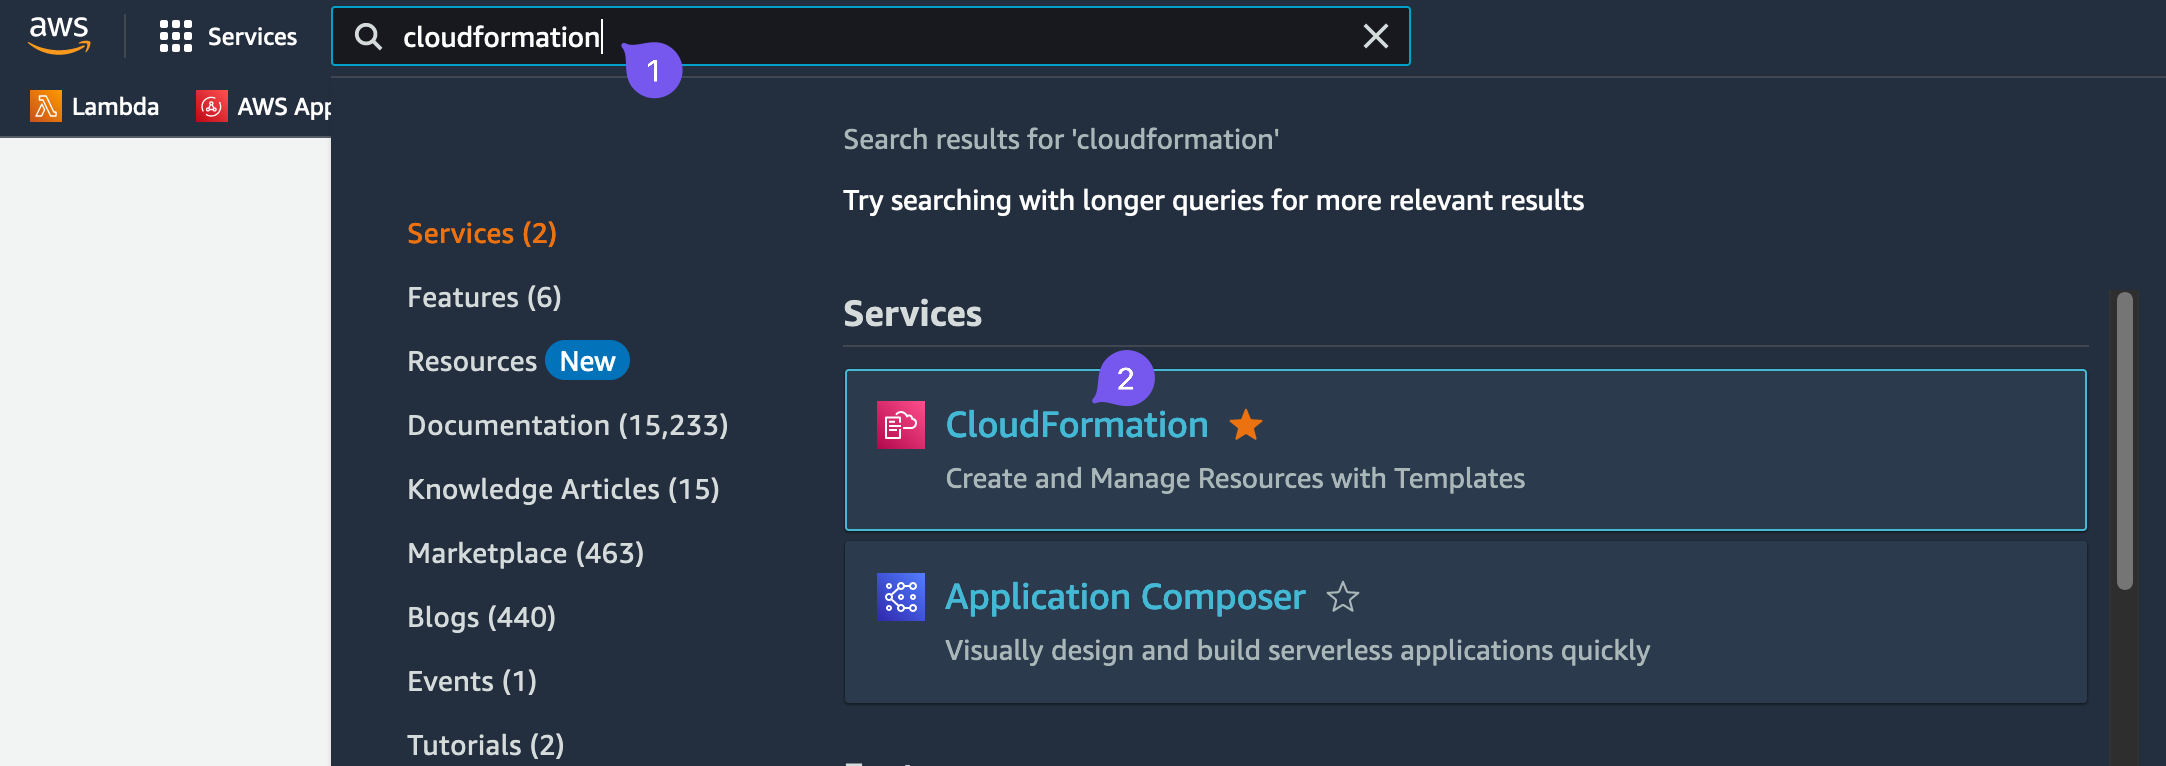 aws
Services
cloudformation
1
Lambda
AWS App
Search results for 'cloudformation'
Try searching with longer queries for more relevant results
Services (2)
Features (6)
Resources New
Documentation (15,233)
Knowledge Articles (15)
Marketplace (463)
Blogs (440)
Events (1)
Tutorials (2)
Services
2
CloudFormation
Create and Manage Resources with Templates
Application Composer
Visually design and build serverless applications quickly